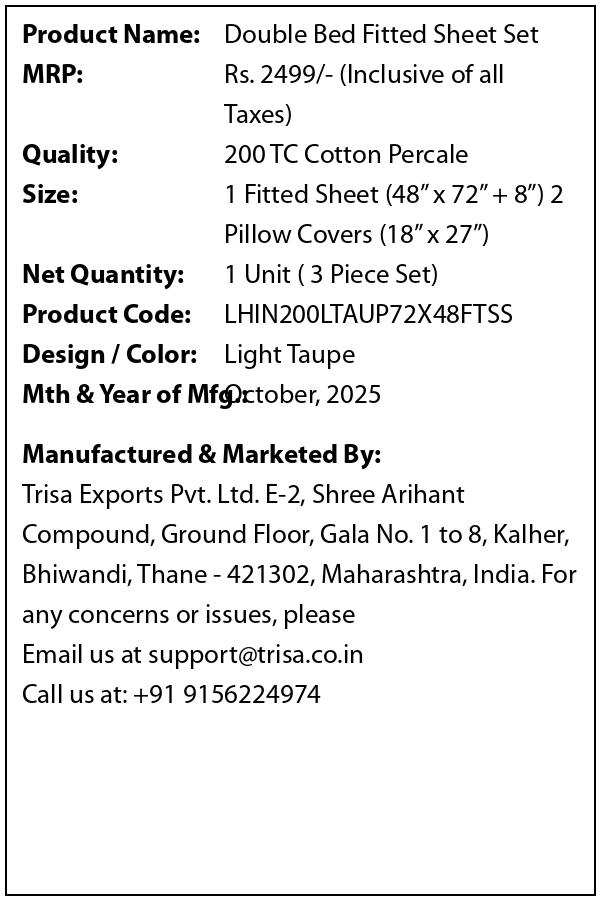 Product Name: Double Bed Fitted Sheet Set
MRP: Rs. 2499/- (Inclusive of all
Taxes)
Quality: 200 TC Cotton Percale
Size: 1 Fitted Sheet (48” x 72” + 8”) 2
Pillow Covers (18” x 27”)
Net Quantity: 1 Unit ( 3 Piece Set)
Product Code: LHIN200LTAUP72X48FTSS
Design / Color: Light Taupe
Mth & Year of Mfg.: October, 2025
Manufactured & Marketed By:
Trisa Exports Pvt. Ltd. E-2, Shree Arihant
Compound, Ground Floor, Gala No. 1 to 8, Kalher,
Bhiwandi, Thane - 421302, Maharashtra, India. For
any concerns or issues, please
Email us at support@trisa.co.in
Call us at: +91 9156224974